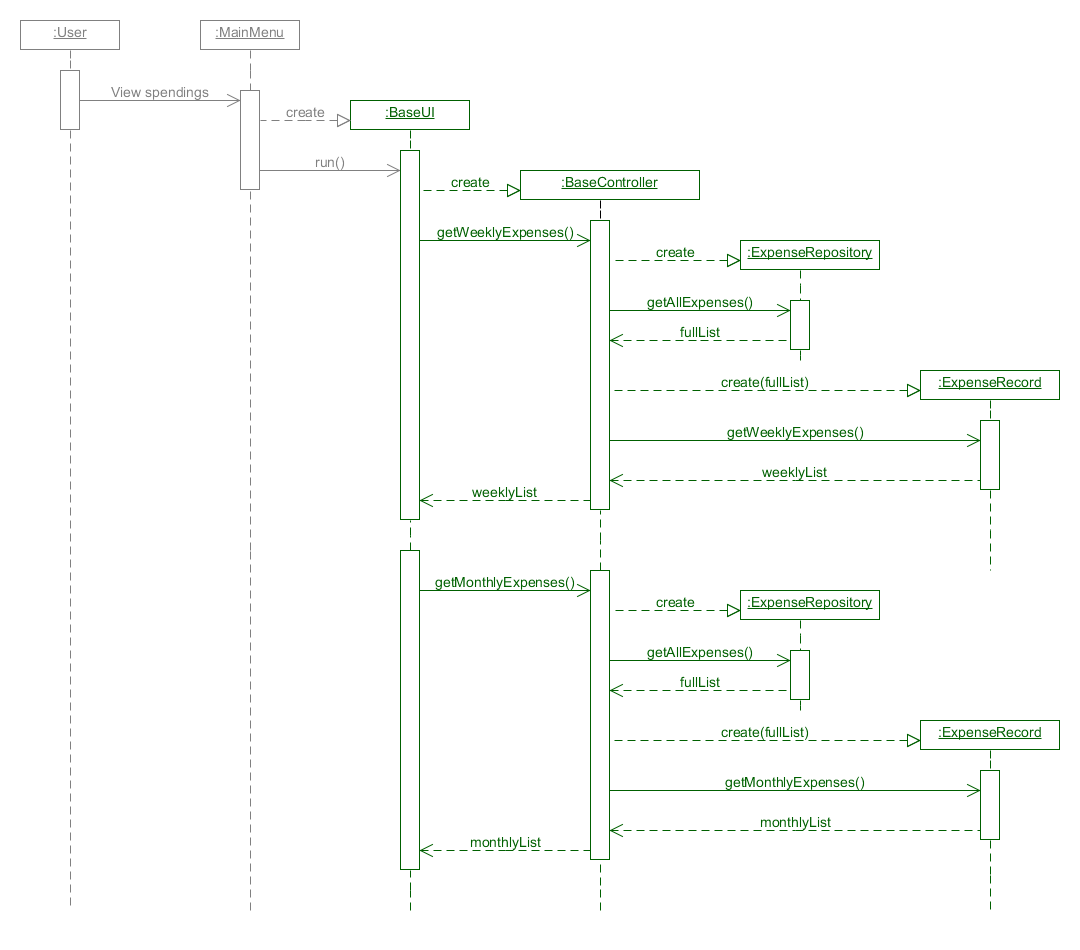 :User
:MainMenu
View spendings
create
:BaseUI
run()
create
:BaseController
getWeeklyExpenses()
create
:ExpenseRepository
getAllExpenses()
fullList
create(fullList)
:ExpenseRecord
getWeeklyExpenses()
weeklyList
weeklyList
getMonthlyExpenses()
create
:ExpenseRepository
getAllExpenses()
fullList
create(fullList)
:ExpenseRecord
getMonthlyExpenses()
monthlyList
monthlyList